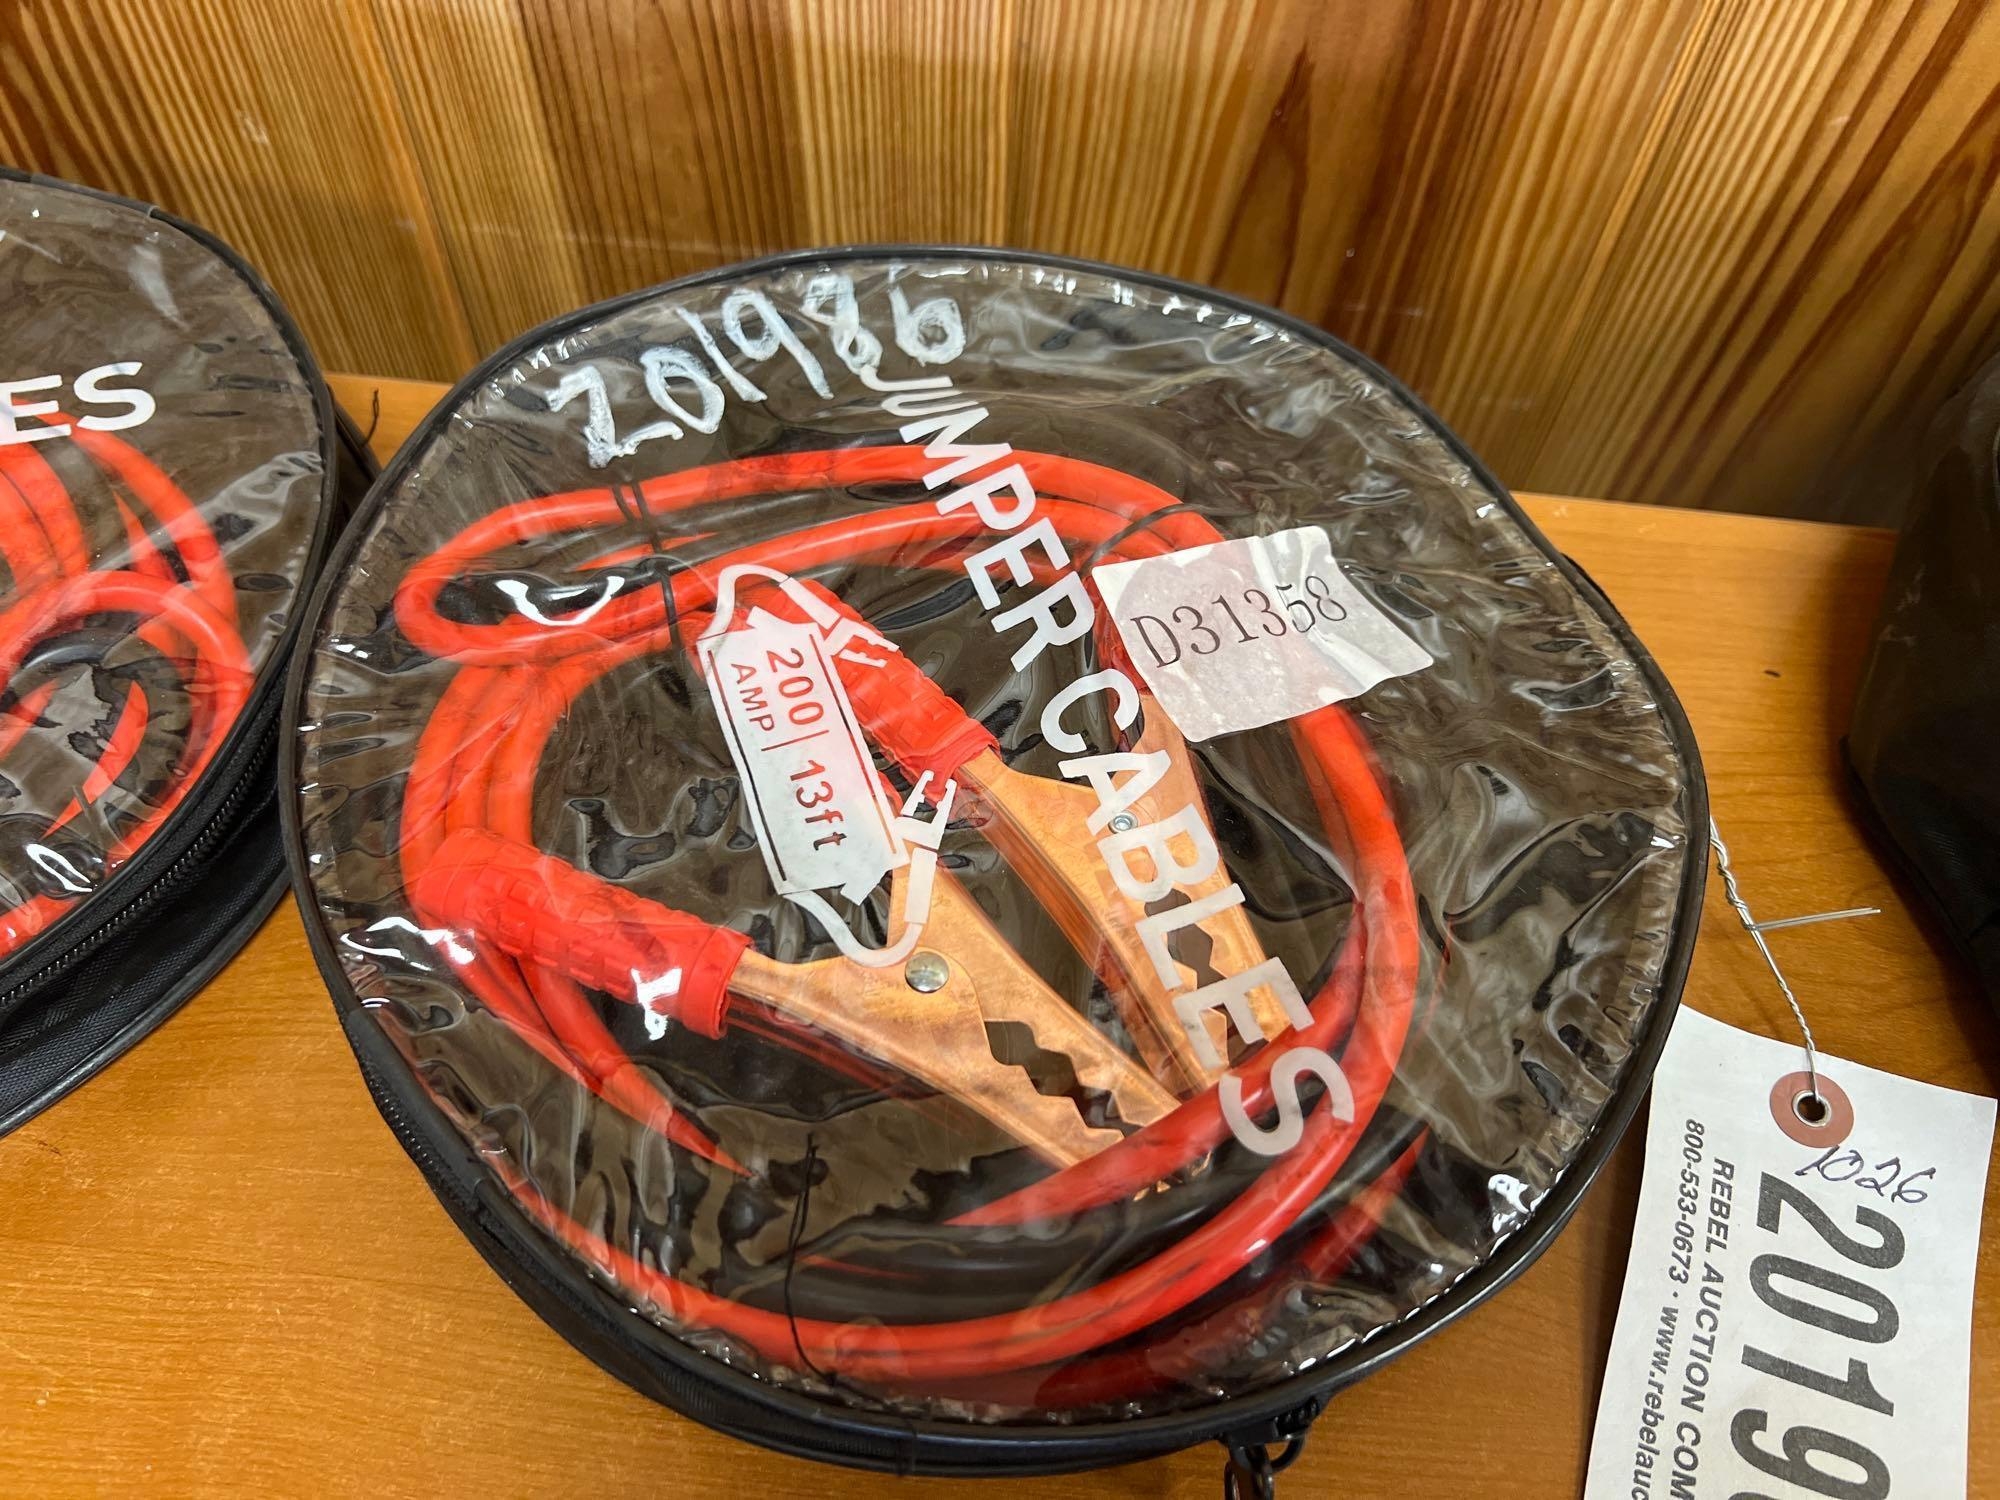 201986
JUMPER CABLES
D31358
200 | 13ft
AMP |
ES
1026
800-533-0673 • www.rebelauc
REBEL AUCTION COM
2019